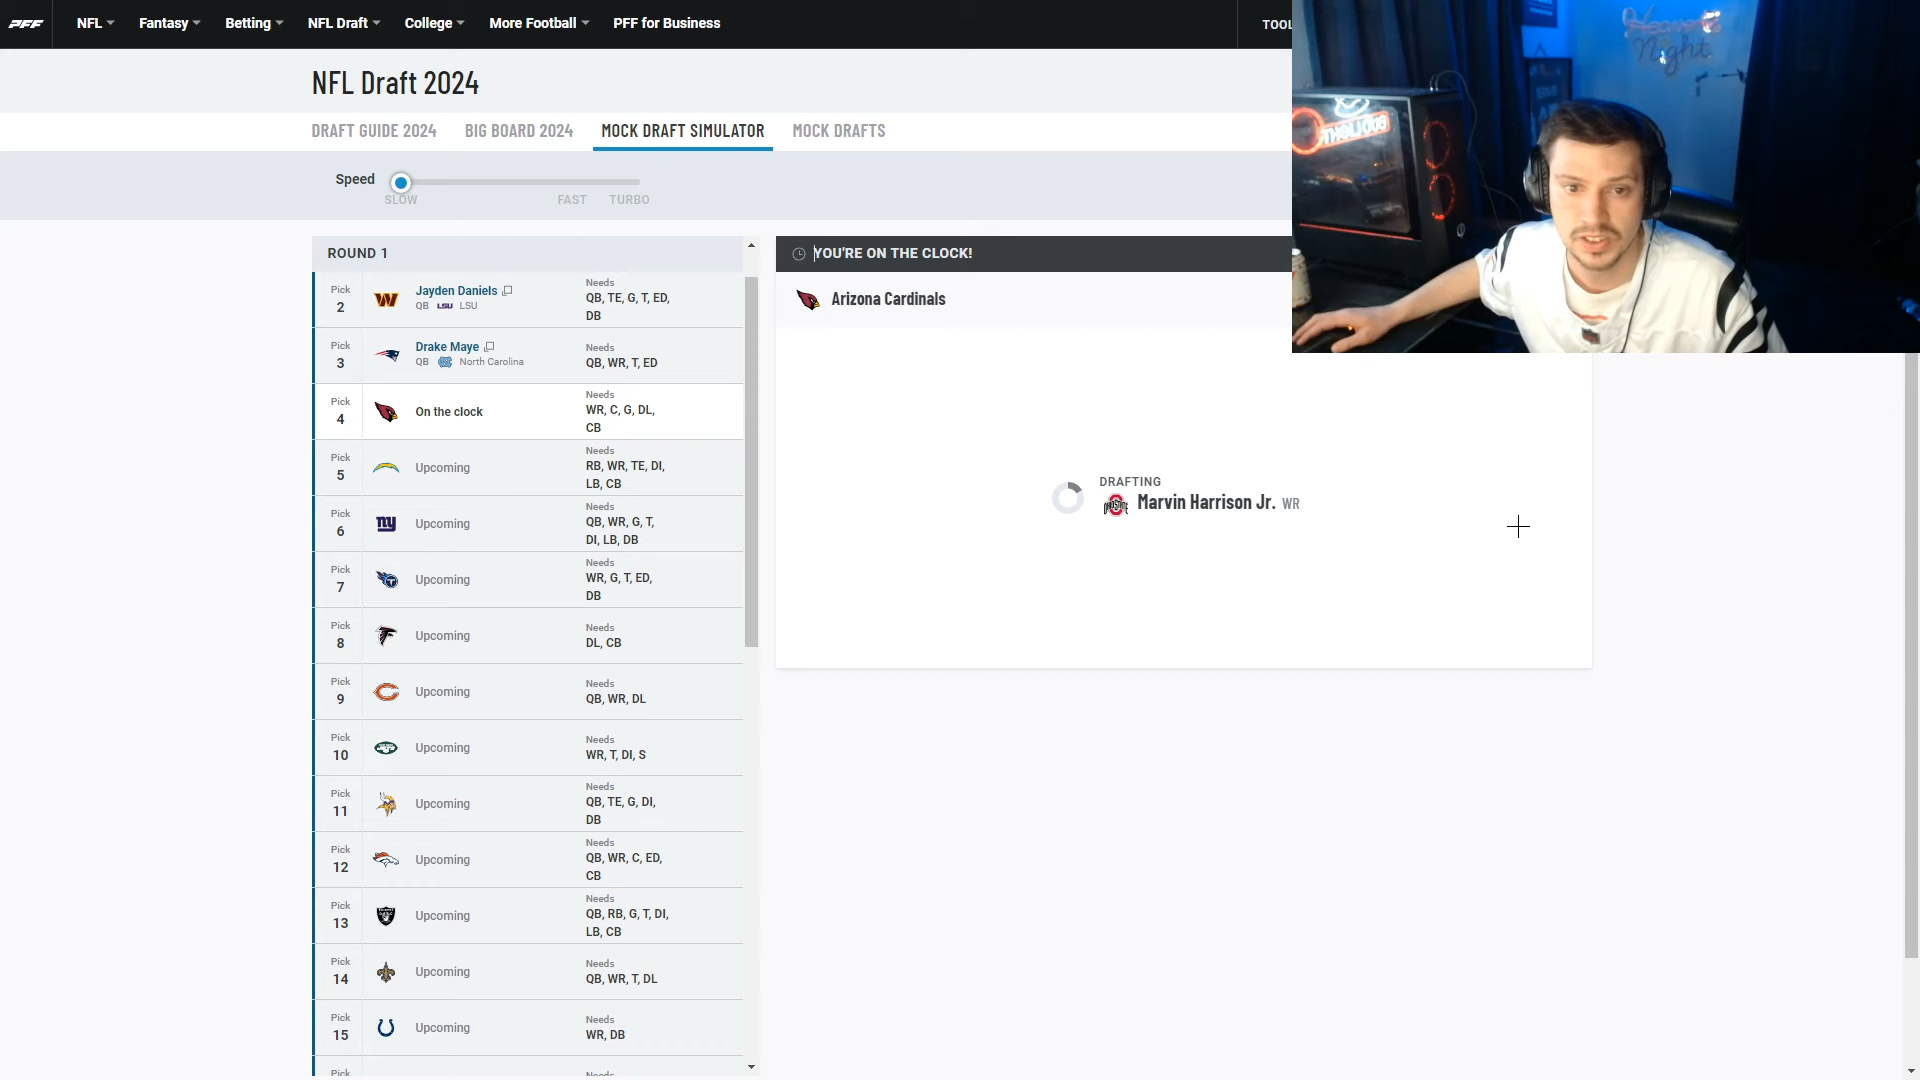 PFF
NFL
Fantasy
Betting
NFL Draft
College
More Football
PFF for Business
TOOL
NFL Draft 2024
DRAFT GUIDE 2024
BIG BOARD 2024
MOCK DRAFT SIMULATOR
MOCK DRAFTS
Speed
SLOW
FAST
TURBO
ROUND 1
Pick
2
Jayden Daniels
QB LSU LSU
Needs
QB, TE, G, T, ED,
DB
Pick
3
Drake Maye
QB North Carolina
Needs
QB, WR, T, ED
Pick
4
On the clock
Needs
WR, C, G, DL,
CB
Pick
5
Upcoming
Needs
RB, WR, TE, DI,
LB, CB
Pick
6
ny
Upcoming
Needs
QB, WR, G, T,
DI, LB, DB
Pick
7
Upcoming
Needs
WR, G, T, ED,
DB
Pick
8
Upcoming
Needs
DL, CB
Pick
9
Upcoming
Needs
QB, WR, DL
Pick
10
Upcoming
Needs
WR, T, DI, S
Pick
11
Upcoming
Needs
QB, TE, G, DI,
DB
Pick
12
Upcoming
Needs
QB, WR, C, ED,
CB
Pick
13
Upcoming
Needs
QB, RB, G, T, DI,
LB, CB
Pick
14
Upcoming
Needs
QB, WR, T, DL
Pick
15
Upcoming
Needs
WR, DB
Pick
Needs
YOU'RE ON THE CLOCK!
Arizona Cardinals
DRAFTING
Marvin Harrison Jr. WR
Night